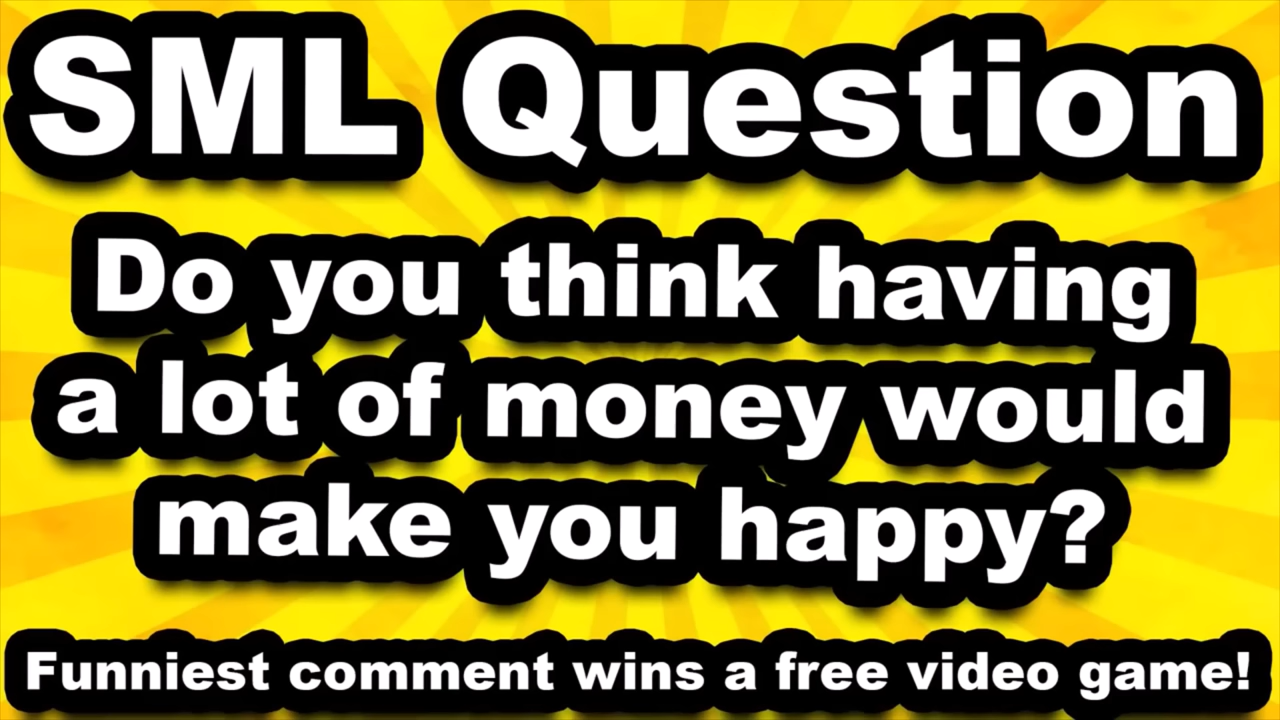 SML Question
Do you think having
a lot of money would
make you happy?
Funniest comment wins a free video game!